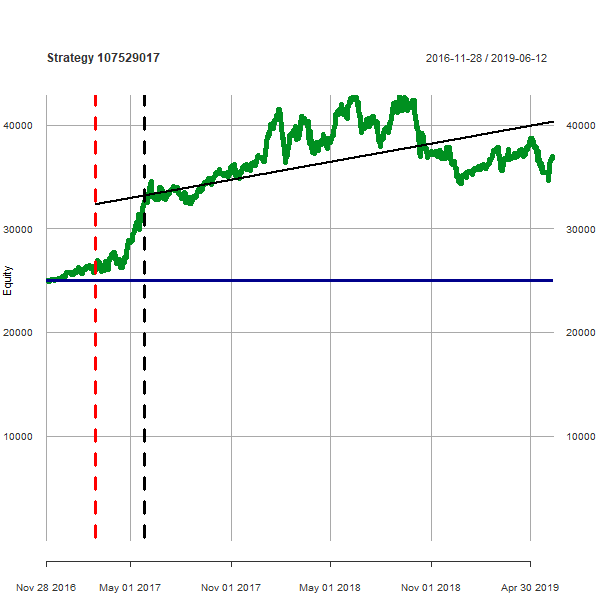 Strategy 107529017
2016-11-28 / 2019-06-12
40000
40000
30000
30000
Equity
20000
20000
10000
10000
Nov 28 2016
May 01 2017
Nov 01 2017
May 01 2018
Nov 01 2018
Apr 30 2019